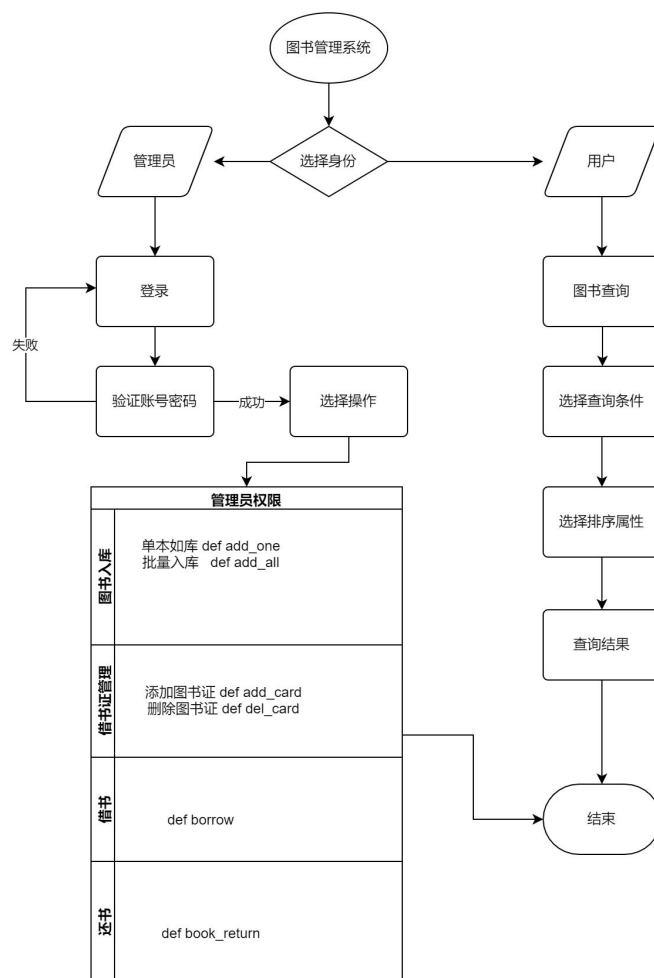 图书管理系统
管理员
选择身份
用户
登录
图书查询
失败
验证账号密码
成功
选择操作
选择查询条件
管理员权限
选择排序属性
图书入库
单本如库 def add_one
批量入库 def add_all
查询结果
借书证管理
添加图书证 def add_card
删除图书证 def del_card
借书
def borrow
结束
还书
def book_return